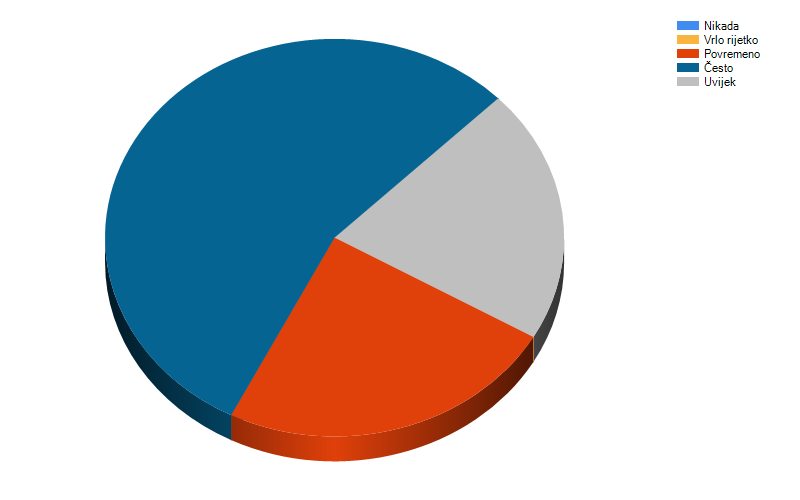 Nikada
Vrlo rijetko
Povremeno
Često
Uvijek